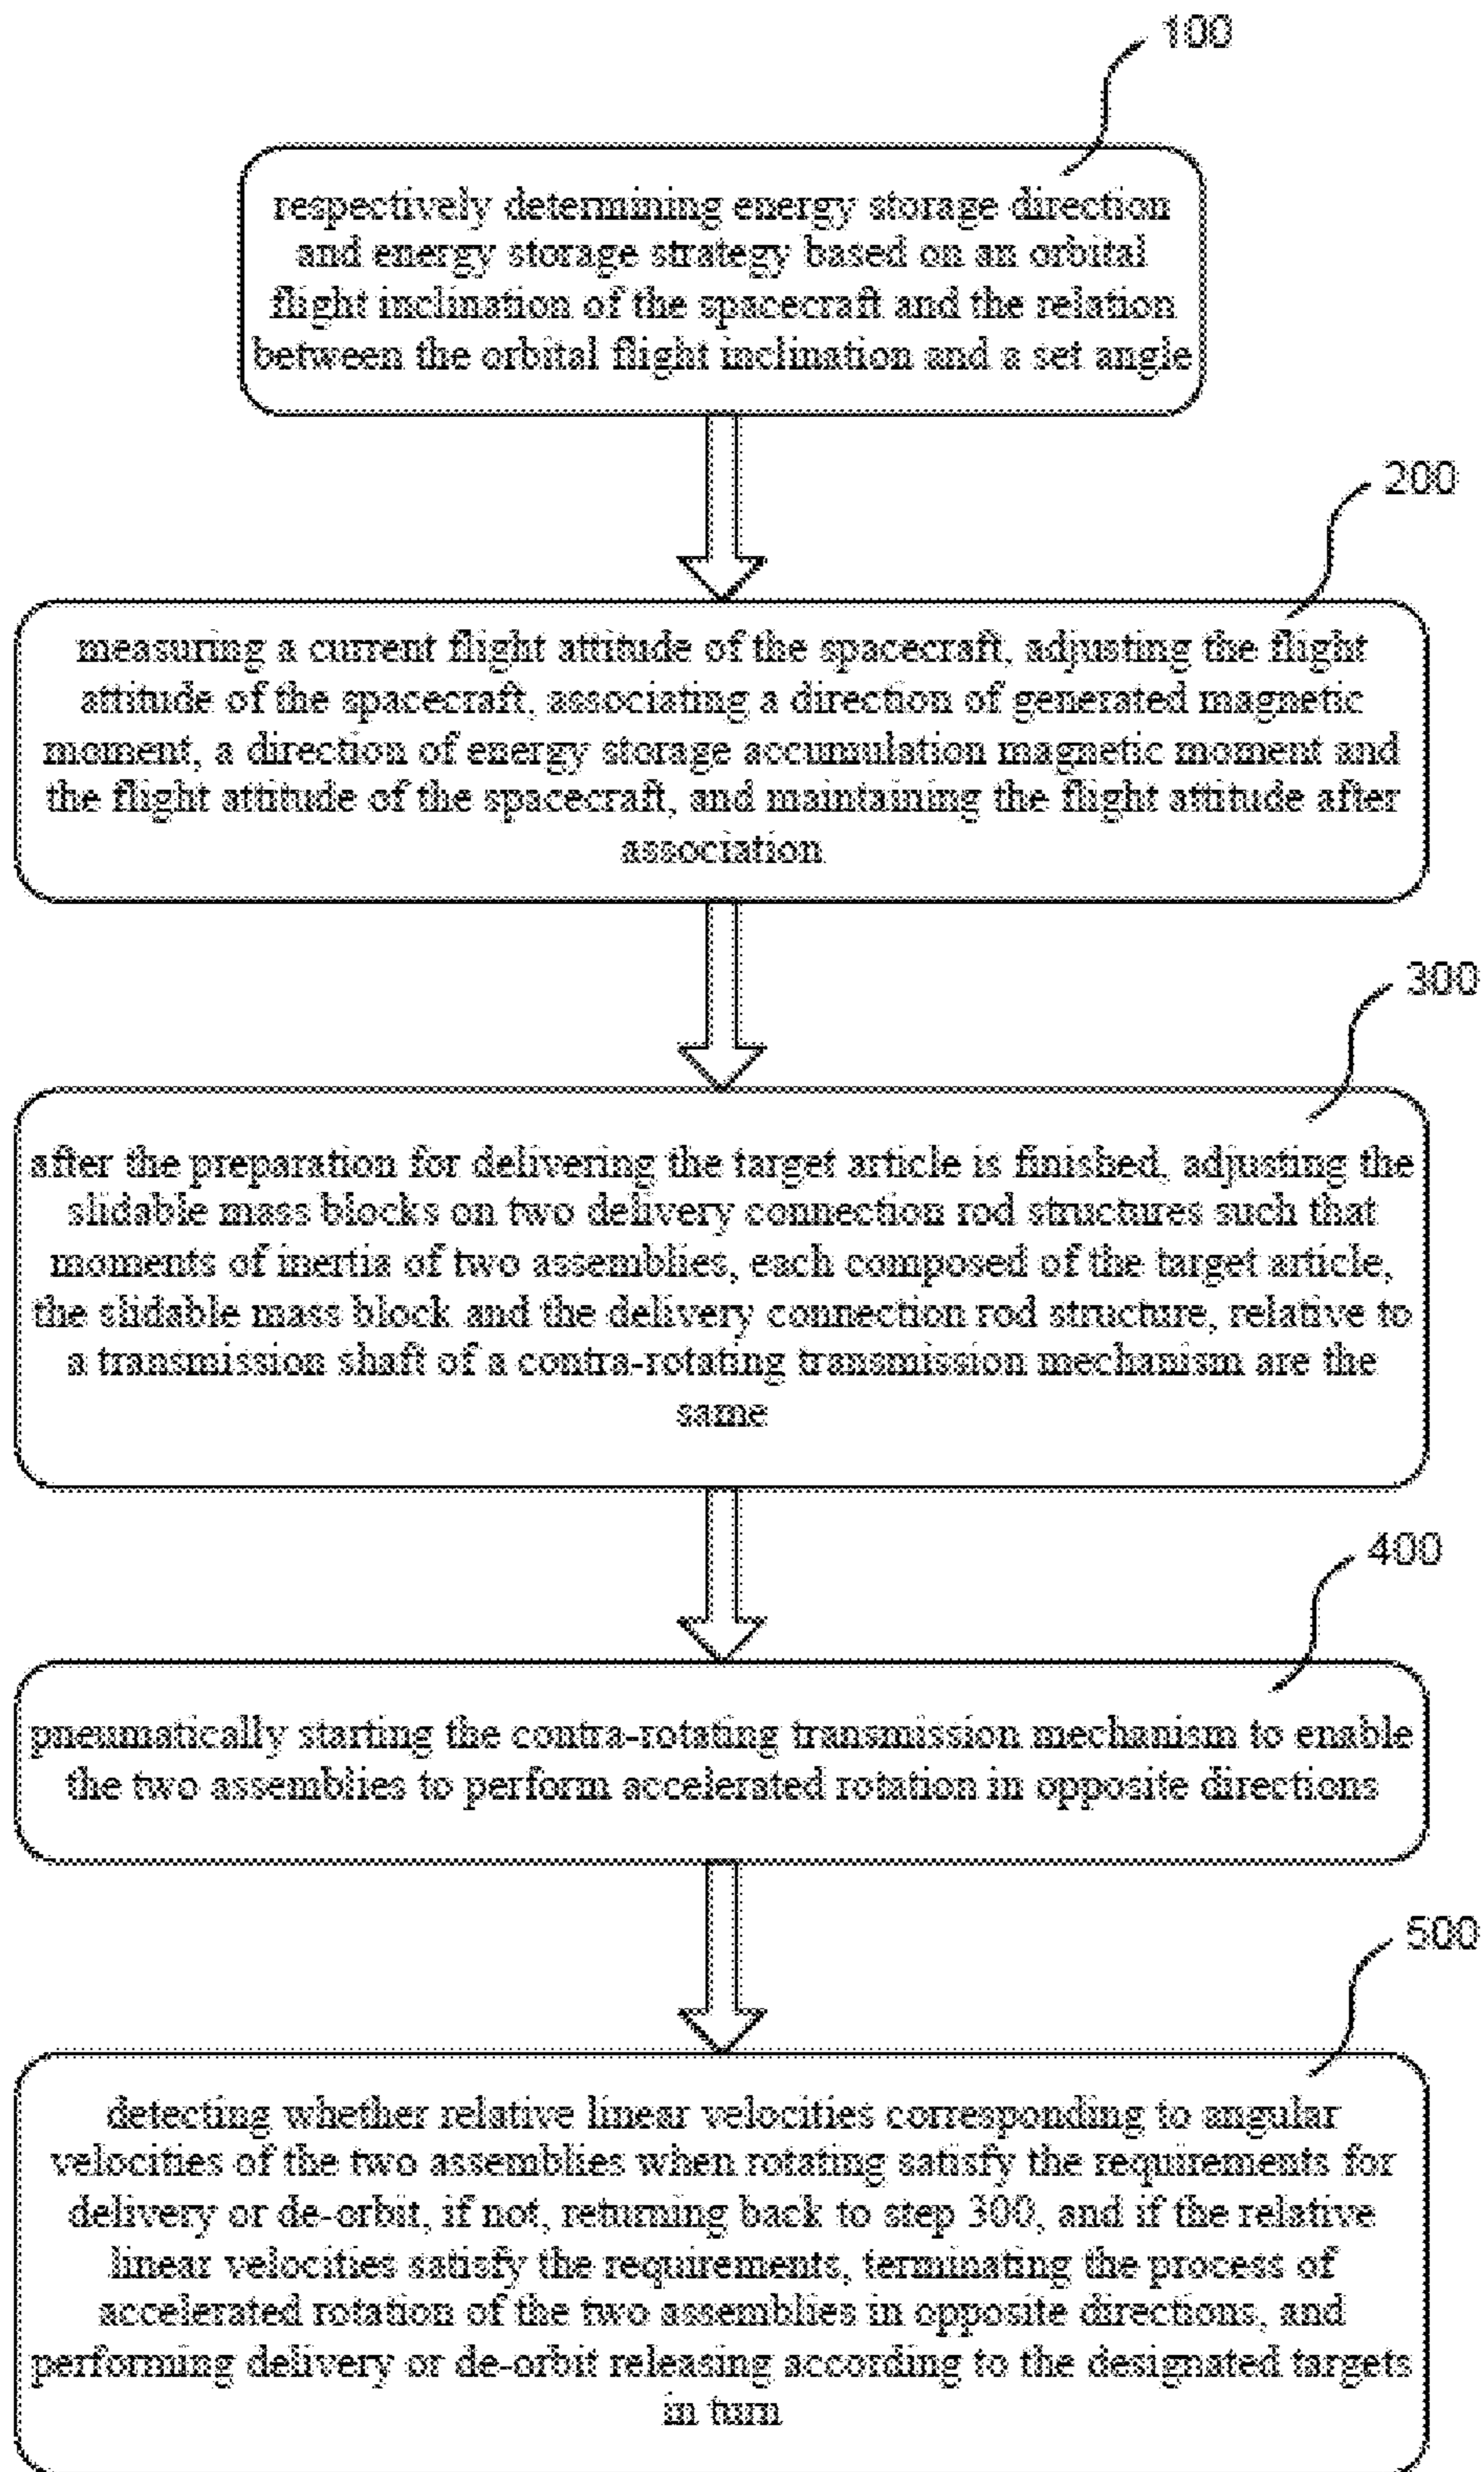 100
respectively determining energy storage direction
and energy storage strategy based on an orbital
flight inclination of the spacecraft and the relation
between the orbital flight inclination and a set angle
200
measuring a current flight attitude of the spacecraft, adjusting the flight
attitude of the spacecraft, associating a direction of generated magnetic
moment, a direction of energy storage accumulation magnetic moment and
the flight attitude of the spacecraft, and maintaining the flight attitude after
association
300
after the preparation for delivering the target article is finished, adjusting the
slidable mass blocks on two delivery connection rod structures such that
moments of inertia of two assemblies, each composed of the target article,
the slidable mass block and the delivery connection rod structure, relative to
a transmission shaft of a contra-rotating transmission mechanism are the
same
400
pneumatically starting the contra-rotating transmission mechanism to enable
the two assemblies to perform accelerated rotation in opposite directions
500
detecting whether relative linear velocities corresponding to angular
velocities of the two assemblies when rotating satisfy the requirements for
delivery or de-orbit, if not, returning back to step 300, and if the relative
linear velocities satisfy the requirements, terminating the process of
accelerated rotation of the two assemblies in opposite directions, and
performing delivery or de-orbit releasing according to the designated targets
in turn